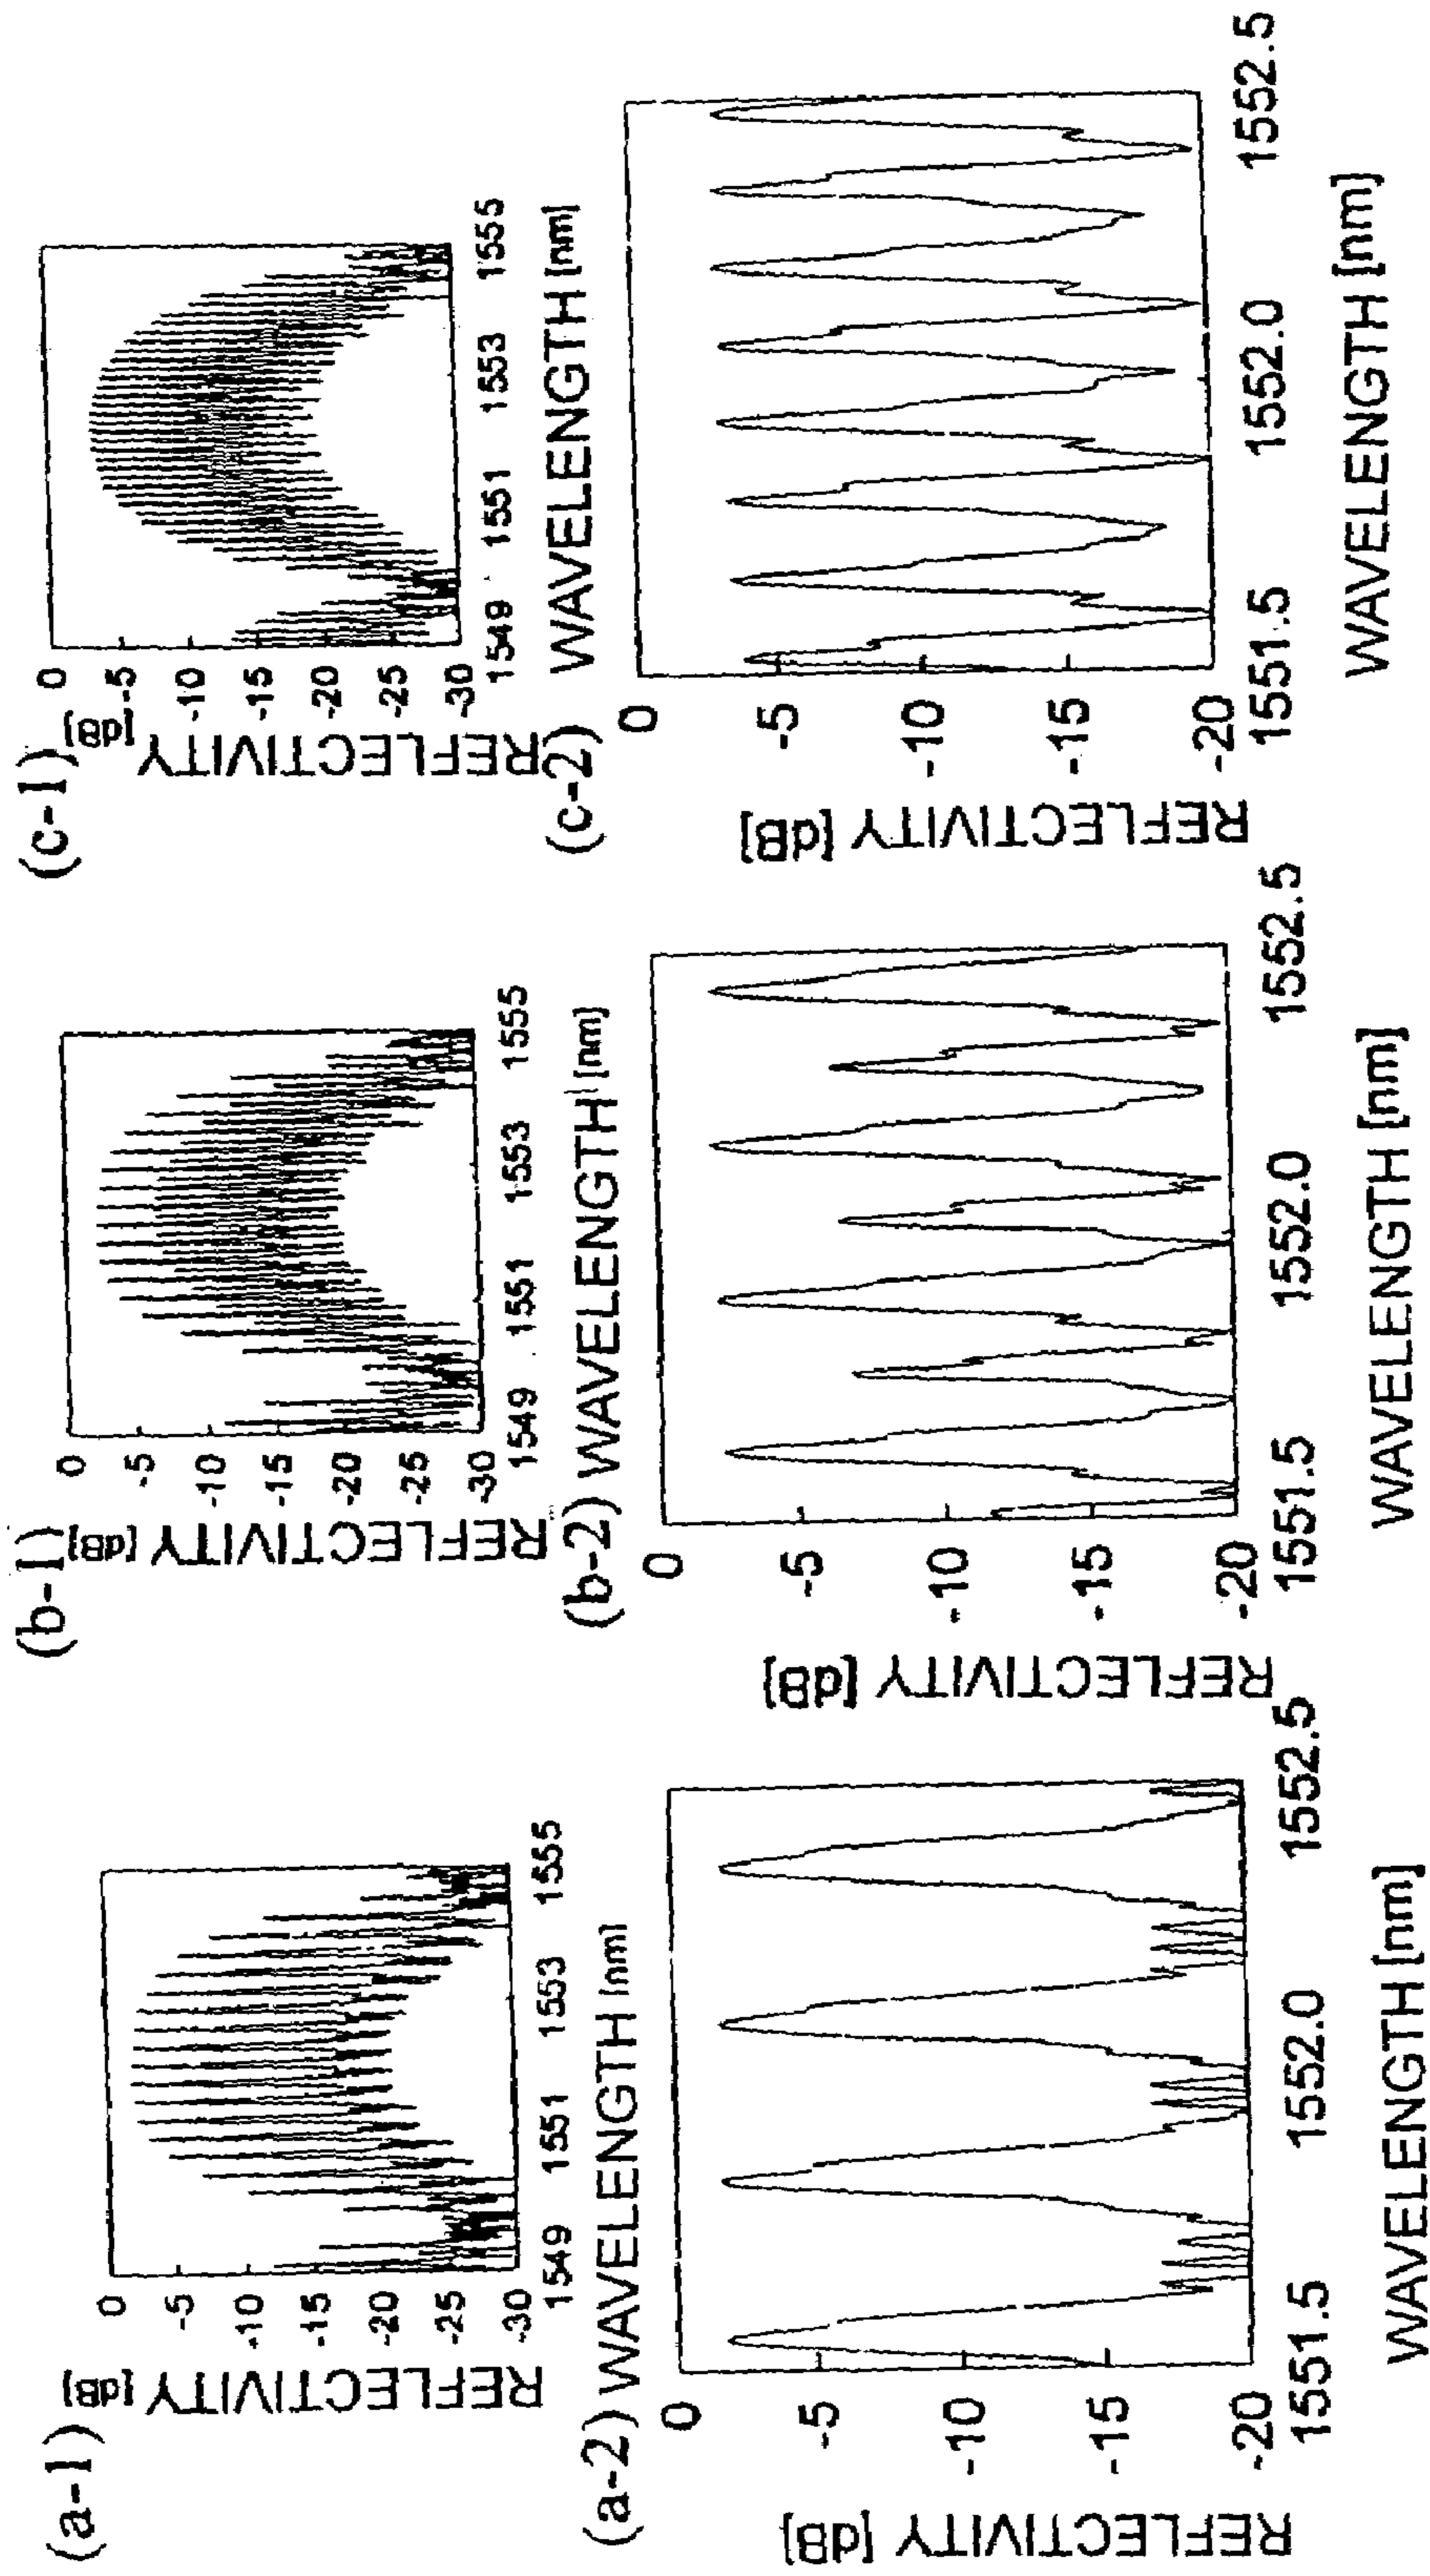 (a-1)
REFLECTIVITY [dB]
0
-5
-10
-15
-20
-25
-30
1549 1551 1553 1555
WAVELENGTH [nm]
(a-2)
REFLECTIVITY [dB]
0
-5
-10
-15
-20
1551.5 1552.0 1552.5
WAVELENGTH [nm]
(b-1)
REFLECTIVITY [dB]
0
-5
-10
-15
-20
-25
-30
1549 1551 1553 1555
WAVELENGTH [nm]
(b-2)
REFLECTIVITY [dB]
0
-5
-10
-15
-20
1551.5 1552.0 1552.5
WAVELENGTH [nm]
(c-1)
REFLECTIVITY [dB]
0
-5
-10
-15
-20
-25
-30
1549 1551 1553 1555
WAVELENGTH [nm]
(c-2)
REFLECTIVITY [dB]
0
-5
-10
-15
-20
1551.5 1552.0 1552.5
WAVELENGTH [nm]